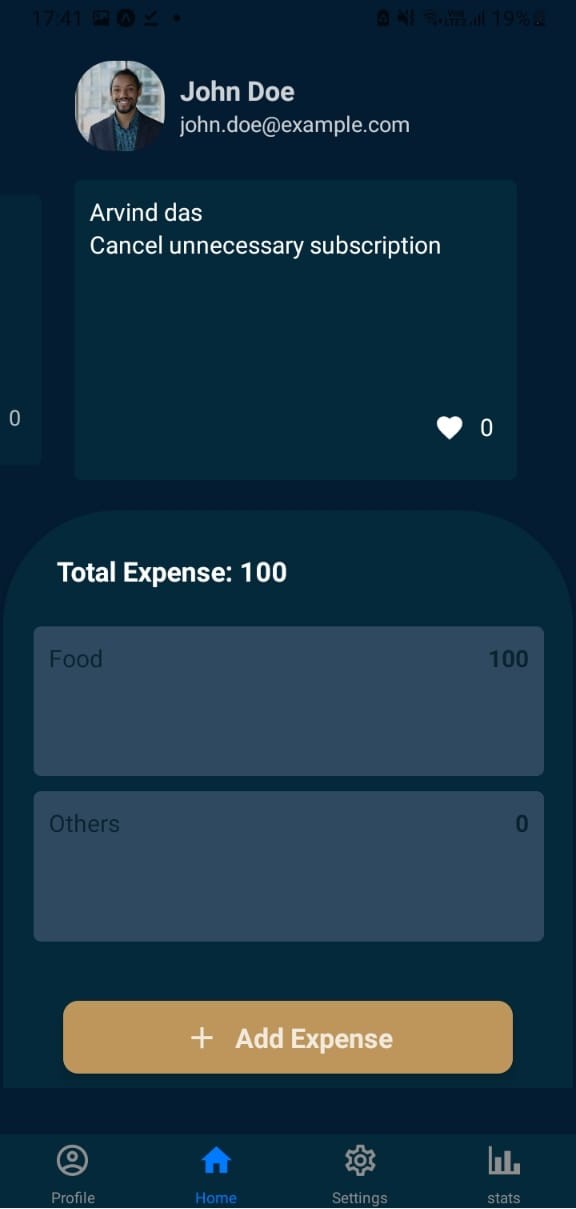 17:41
19%
John Doe
john.doe@example.com
Arvind das
Cancel unnecessary subscription
0
0
Total Expense: 100
Food 100
Others 0
+ Add Expense
Profile Home Settings stats